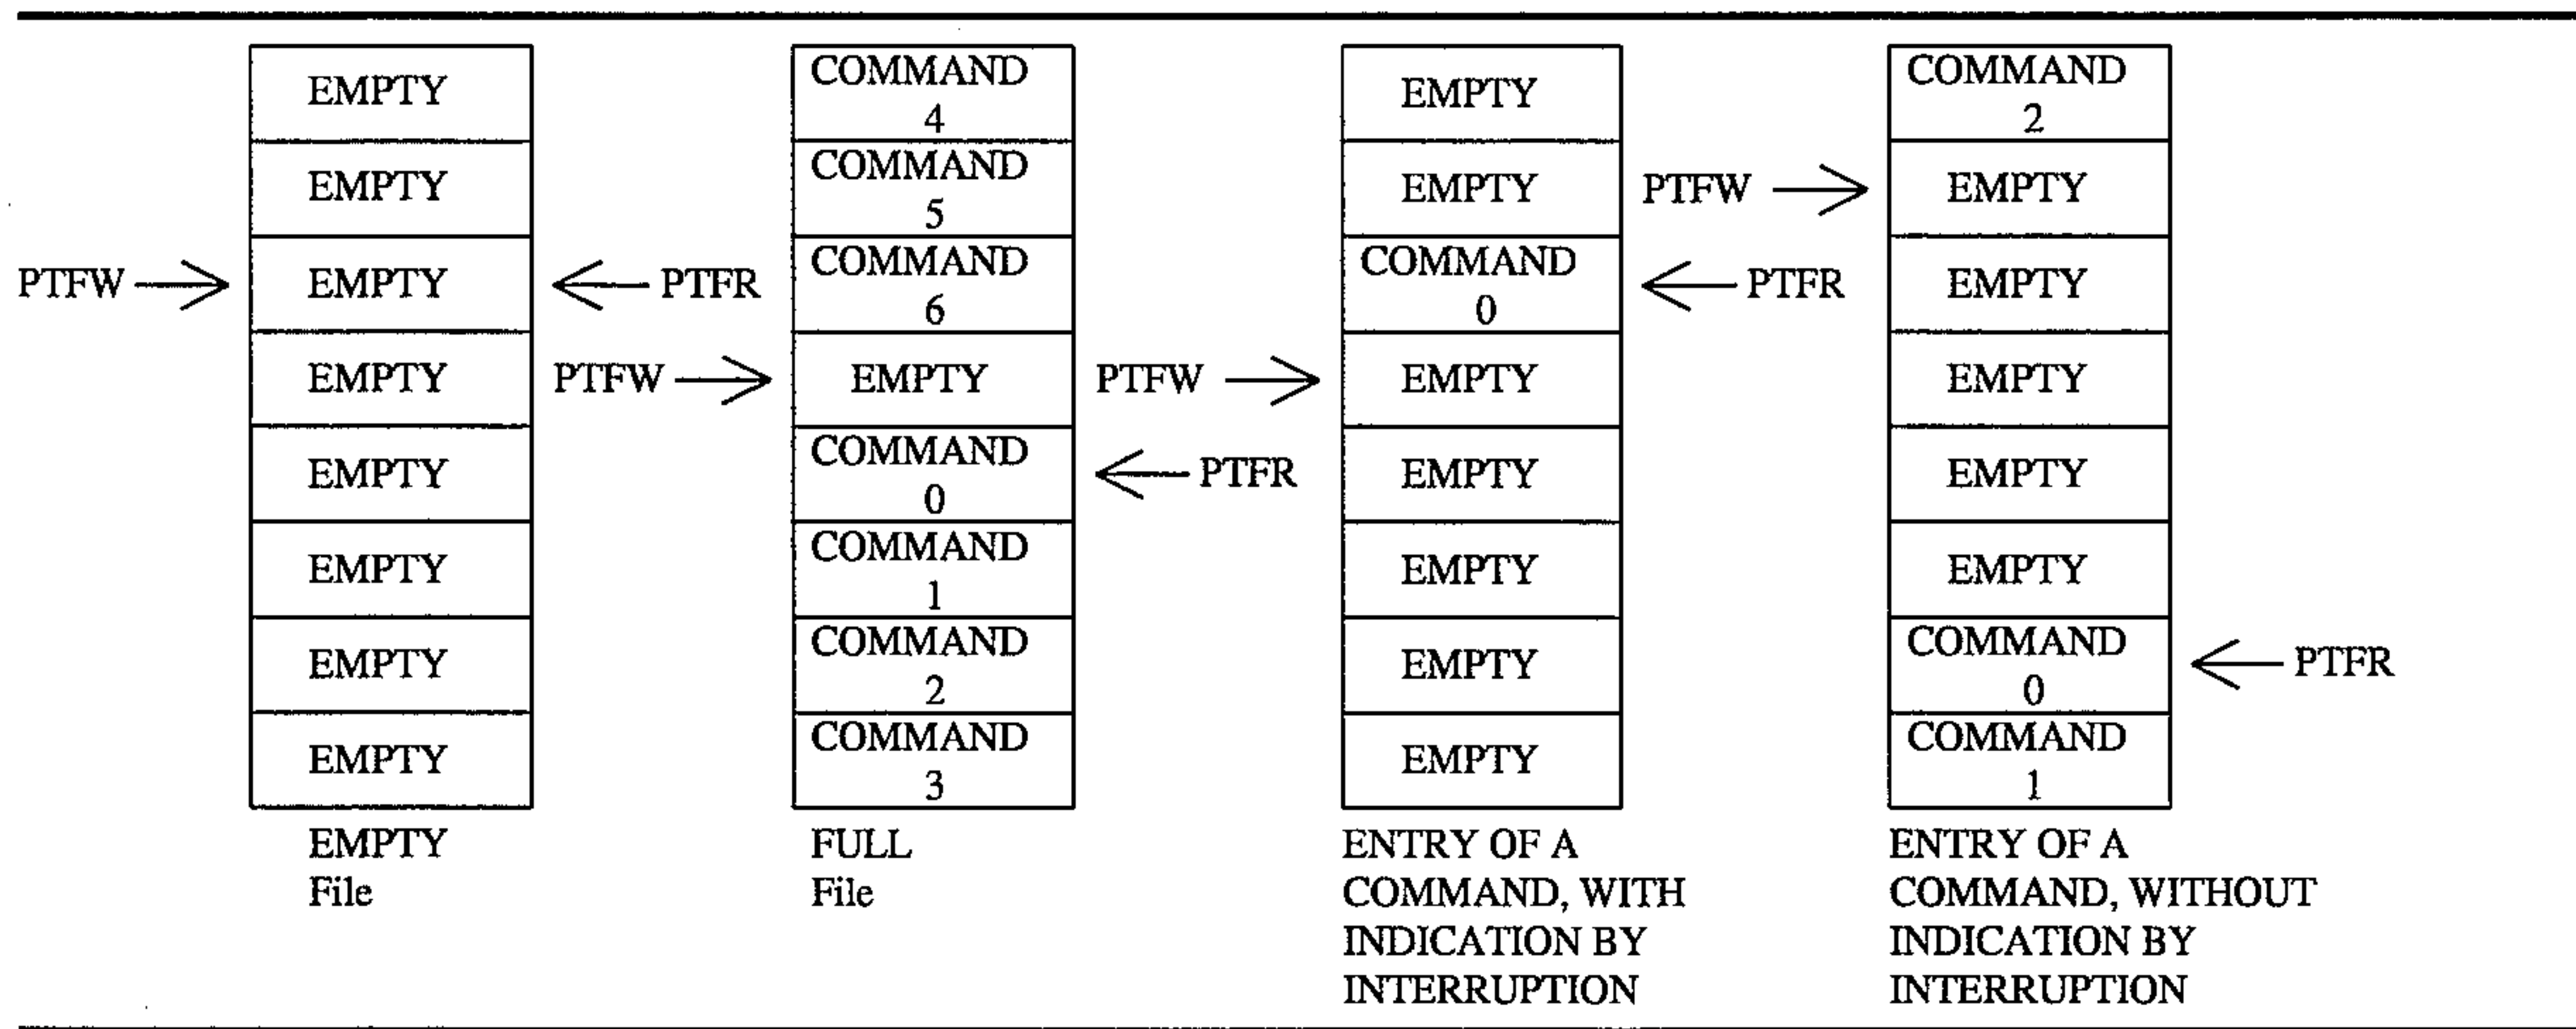 EMPTY
EMPTY
PTFW
EMPTY
PTFR
EMPTY
EMPTY
EMPTY
EMPTY
EMPTY
EMPTY
File
COMMAND
4
COMMAND
5
COMMAND
6
PTFW
EMPTY
COMMAND
0
PTFR
COMMAND
1
COMMAND
2
COMMAND
3
FULL
File
EMPTY
EMPTY
COMMAND
0
PTFR
PTFW
EMPTY
EMPTY
EMPTY
EMPTY
EMPTY
ENTRY OF A
COMMAND, WITH
INDICATION BY
INTERRUPTION
COMMAND
2
PTFW
EMPTY
EMPTY
EMPTY
EMPTY
EMPTY
COMMAND
0
PTFR
COMMAND
1
ENTRY OF A
COMMAND, WITHOUT
INDICATION BY
INTERRUPTION